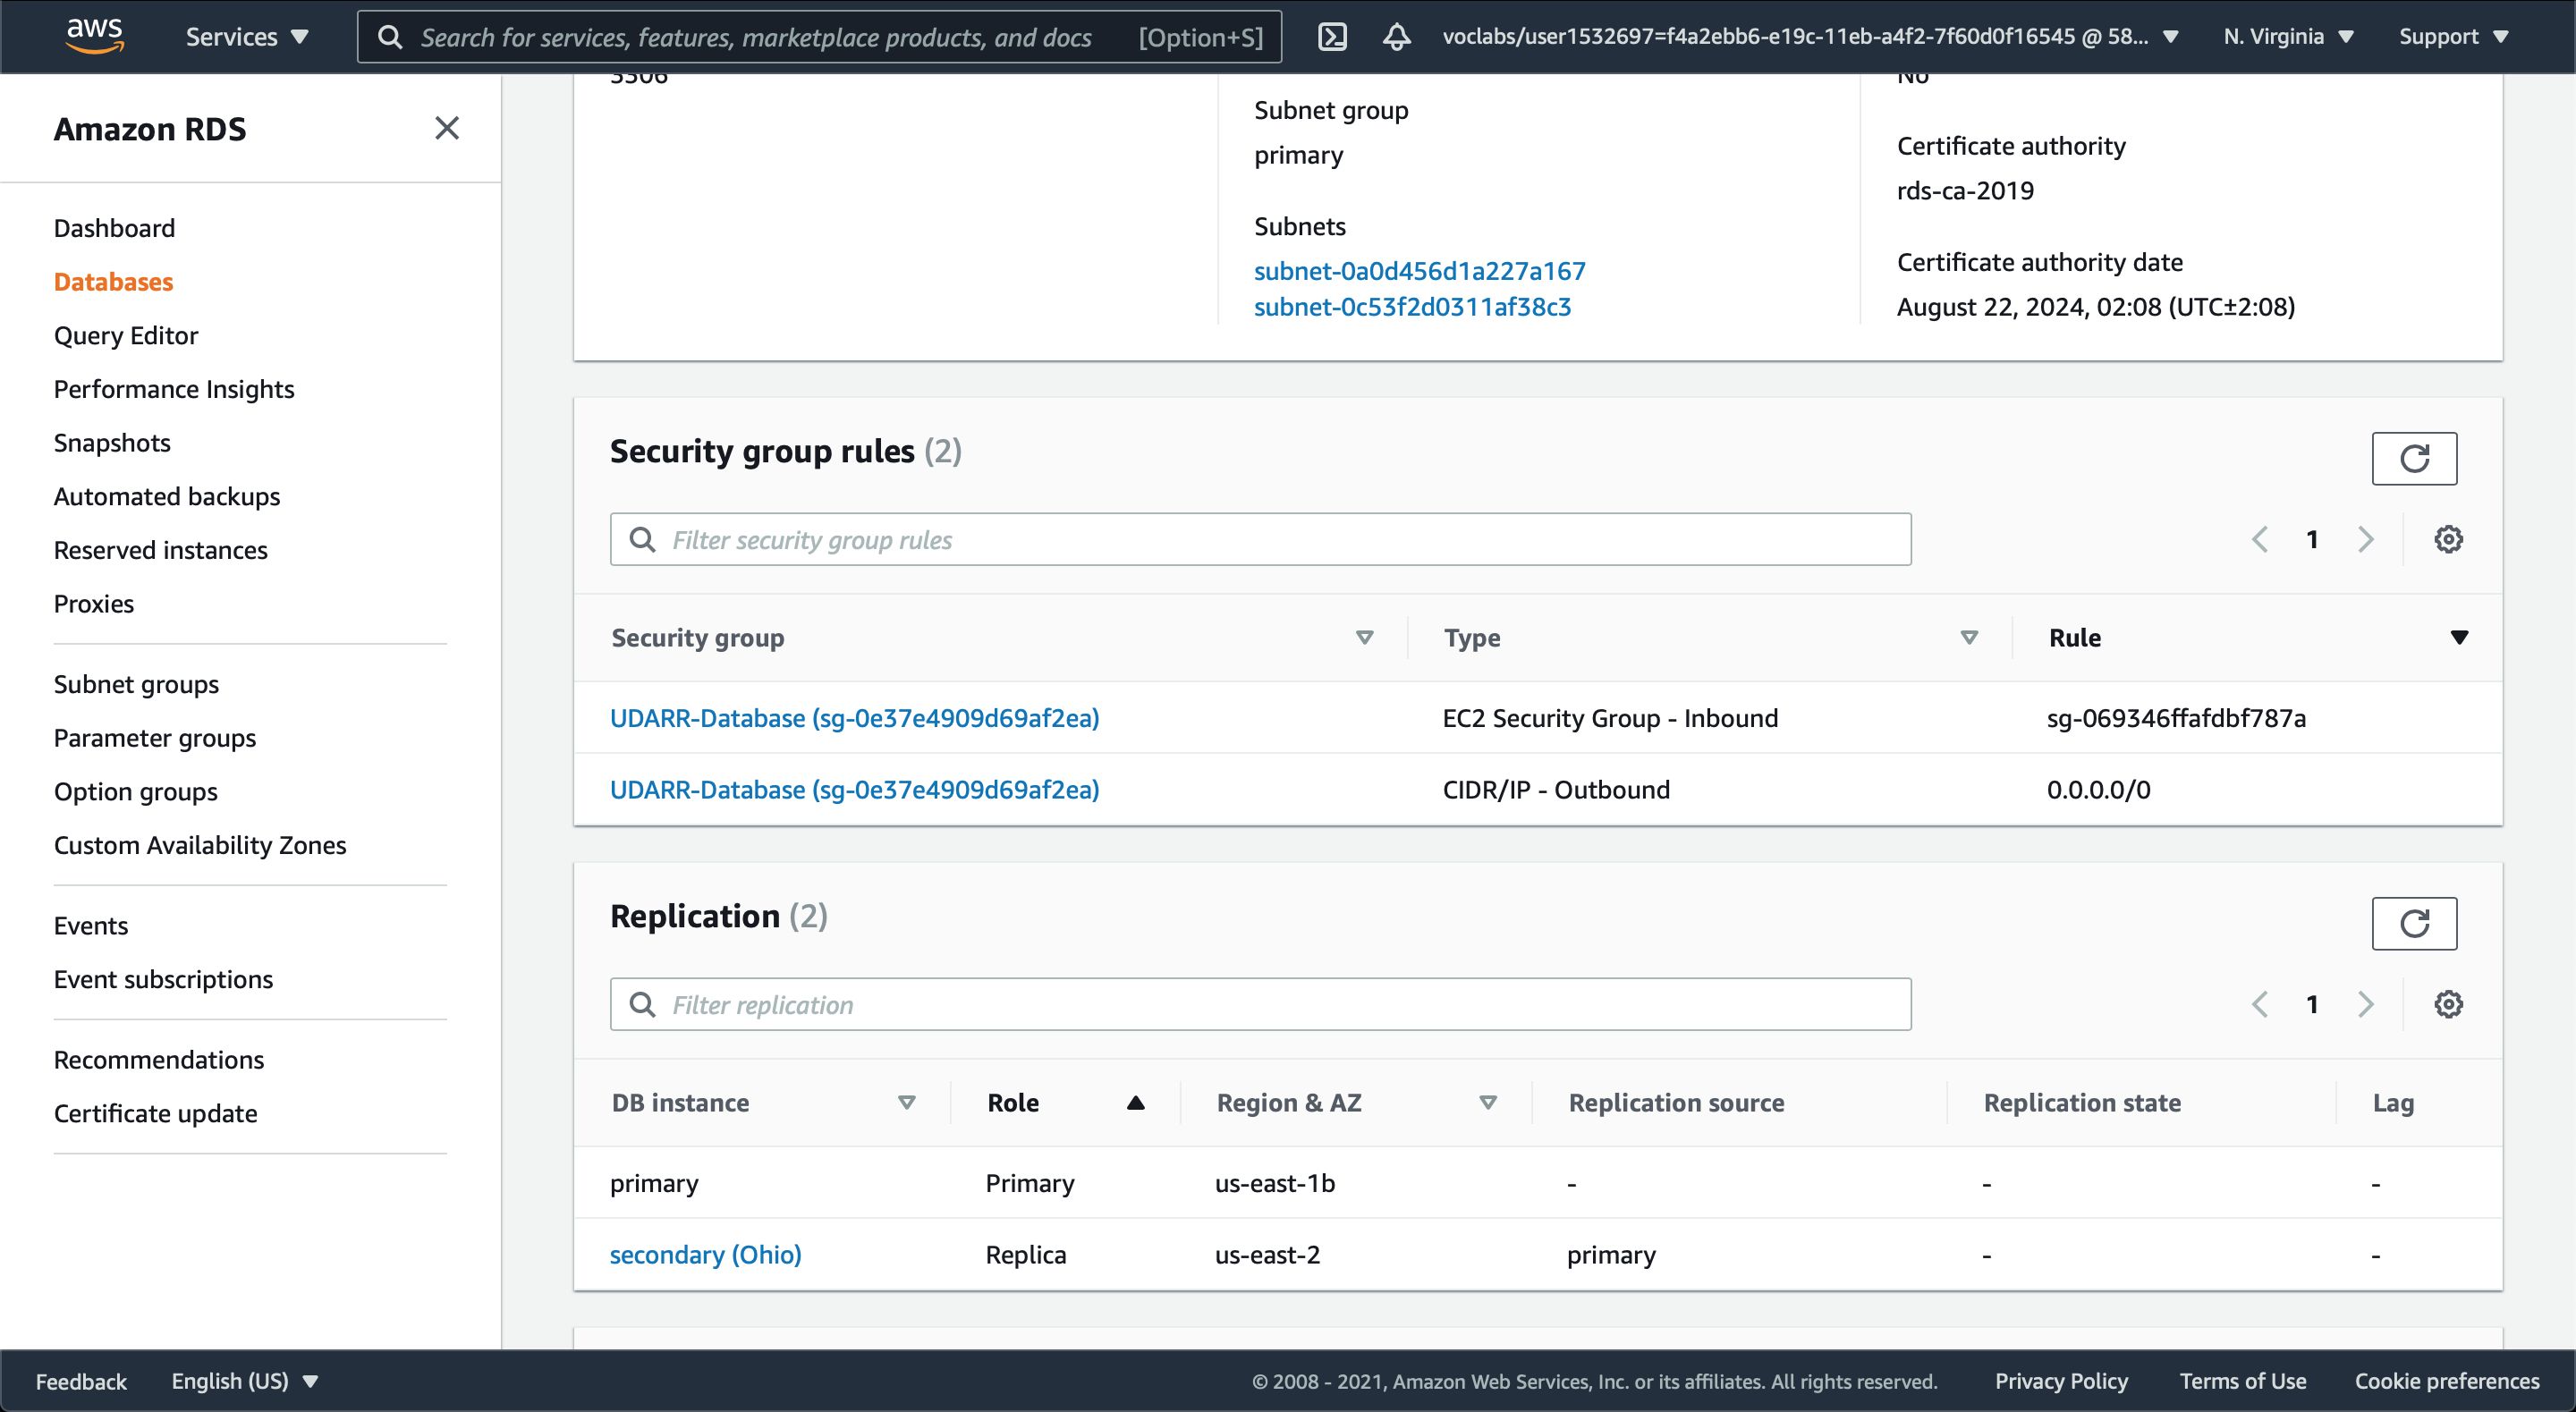 aws
Services
Search for services, features, marketplace products, and docs [Option+S]
voclabs/user1532697=f4a2ebb6-e19c-11eb-a4f2-7f60d0f16545 @ 58...
N. Virginia
Support
Amazon RDS
Dashboard
Databases
Query Editor
Performance Insights
Snapshots
Automated backups
Reserved instances
Proxies
Subnet groups
Parameter groups
Option groups
Custom Availability Zones
Events
Event subscriptions
Recommendations
Certificate update
3306
Subnet group
primary
Subnets
subnet-0a0d456d1a227a167
subnet-0c53f2d0311af38c3
No
Certificate authority
rds-ca-2019
Certificate authority date
August 22, 2024, 02:08 (UTC±2:08)
Security group rules (2)
Filter security group rules
1
Security group Type Rule
UDARR-Database (sg-0e37e4909d69af2ea) EC2 Security Group - Inbound sg-069346ffafdbf787a
UDARR-Database (sg-0e37e4909d69af2ea) CIDR/IP - Outbound 0.0.0.0/0
Replication (2)
Filter replication
1
DB instance Role Region & AZ Replication source Replication state Lag
primary Primary us-east-1b - - -
secondary (Ohio) Replica us-east-2 primary - -
Feedback
English (US)
© 2008 - 2021, Amazon Web Services, Inc. or its affiliates. All rights reserved.
Privacy Policy
Terms of Use
Cookie preferences